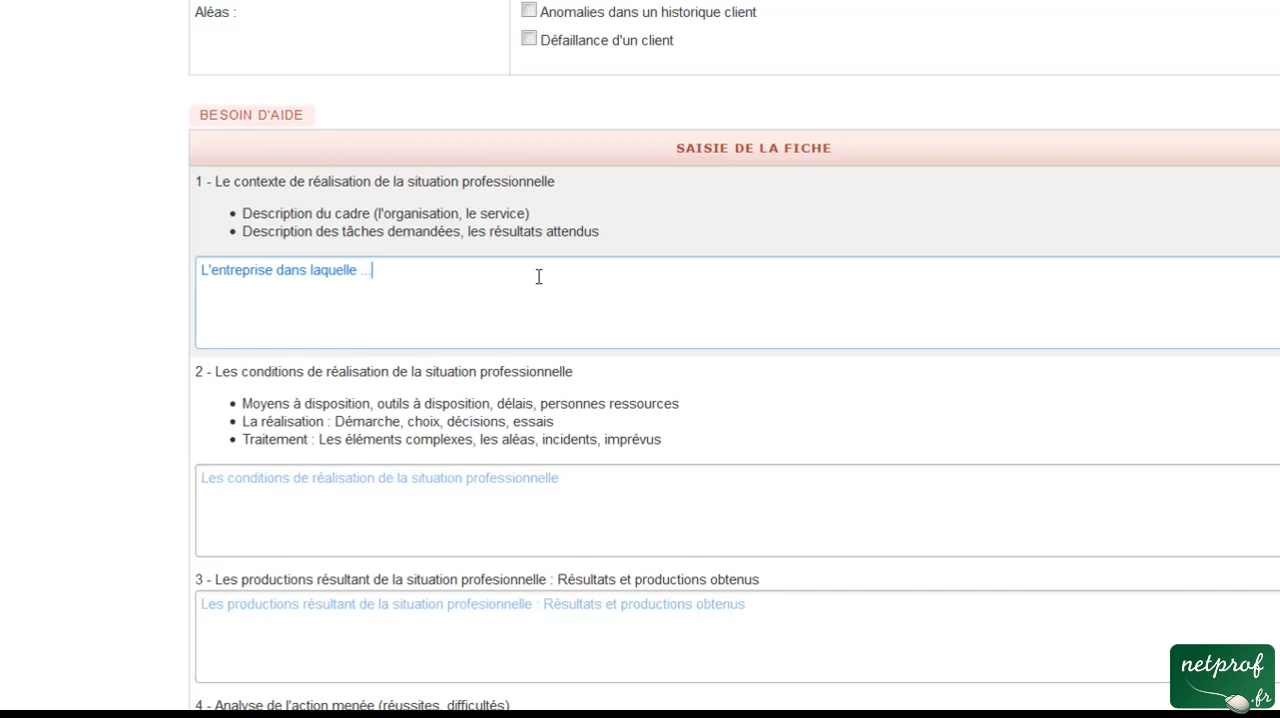 Aléas :
Anomalies dans un historique client
Défaillance d'un client
BESOIN D'AIDE
SAISIE DE LA FICHE
1 - Le contexte de réalisation de la situation professionnelle
• Description du cadre (l'organisation, le service)
• Description des tâches demandées, les résultats attendus
L'entreprise dans laquelle ...
2 - Les conditions de réalisation de la situation professionnelle
• Moyens à disposition, outils à disposition, délais, personnes ressources
• La réalisation : Démarche, choix, décisions, essais
• Traitement : Les éléments complexes, les aléas, incidents, imprévus
Les conditions de réalisation de la situation professionnelle
3 - Les productions résultant de la situation profesionnelle : Résultats et productions obtenus
Les productions résultant de la situation profesionnelle : Résultats et productions obtenus
4 - Analyse de l'action menée (réussites, difficultés)
netprof
.fr